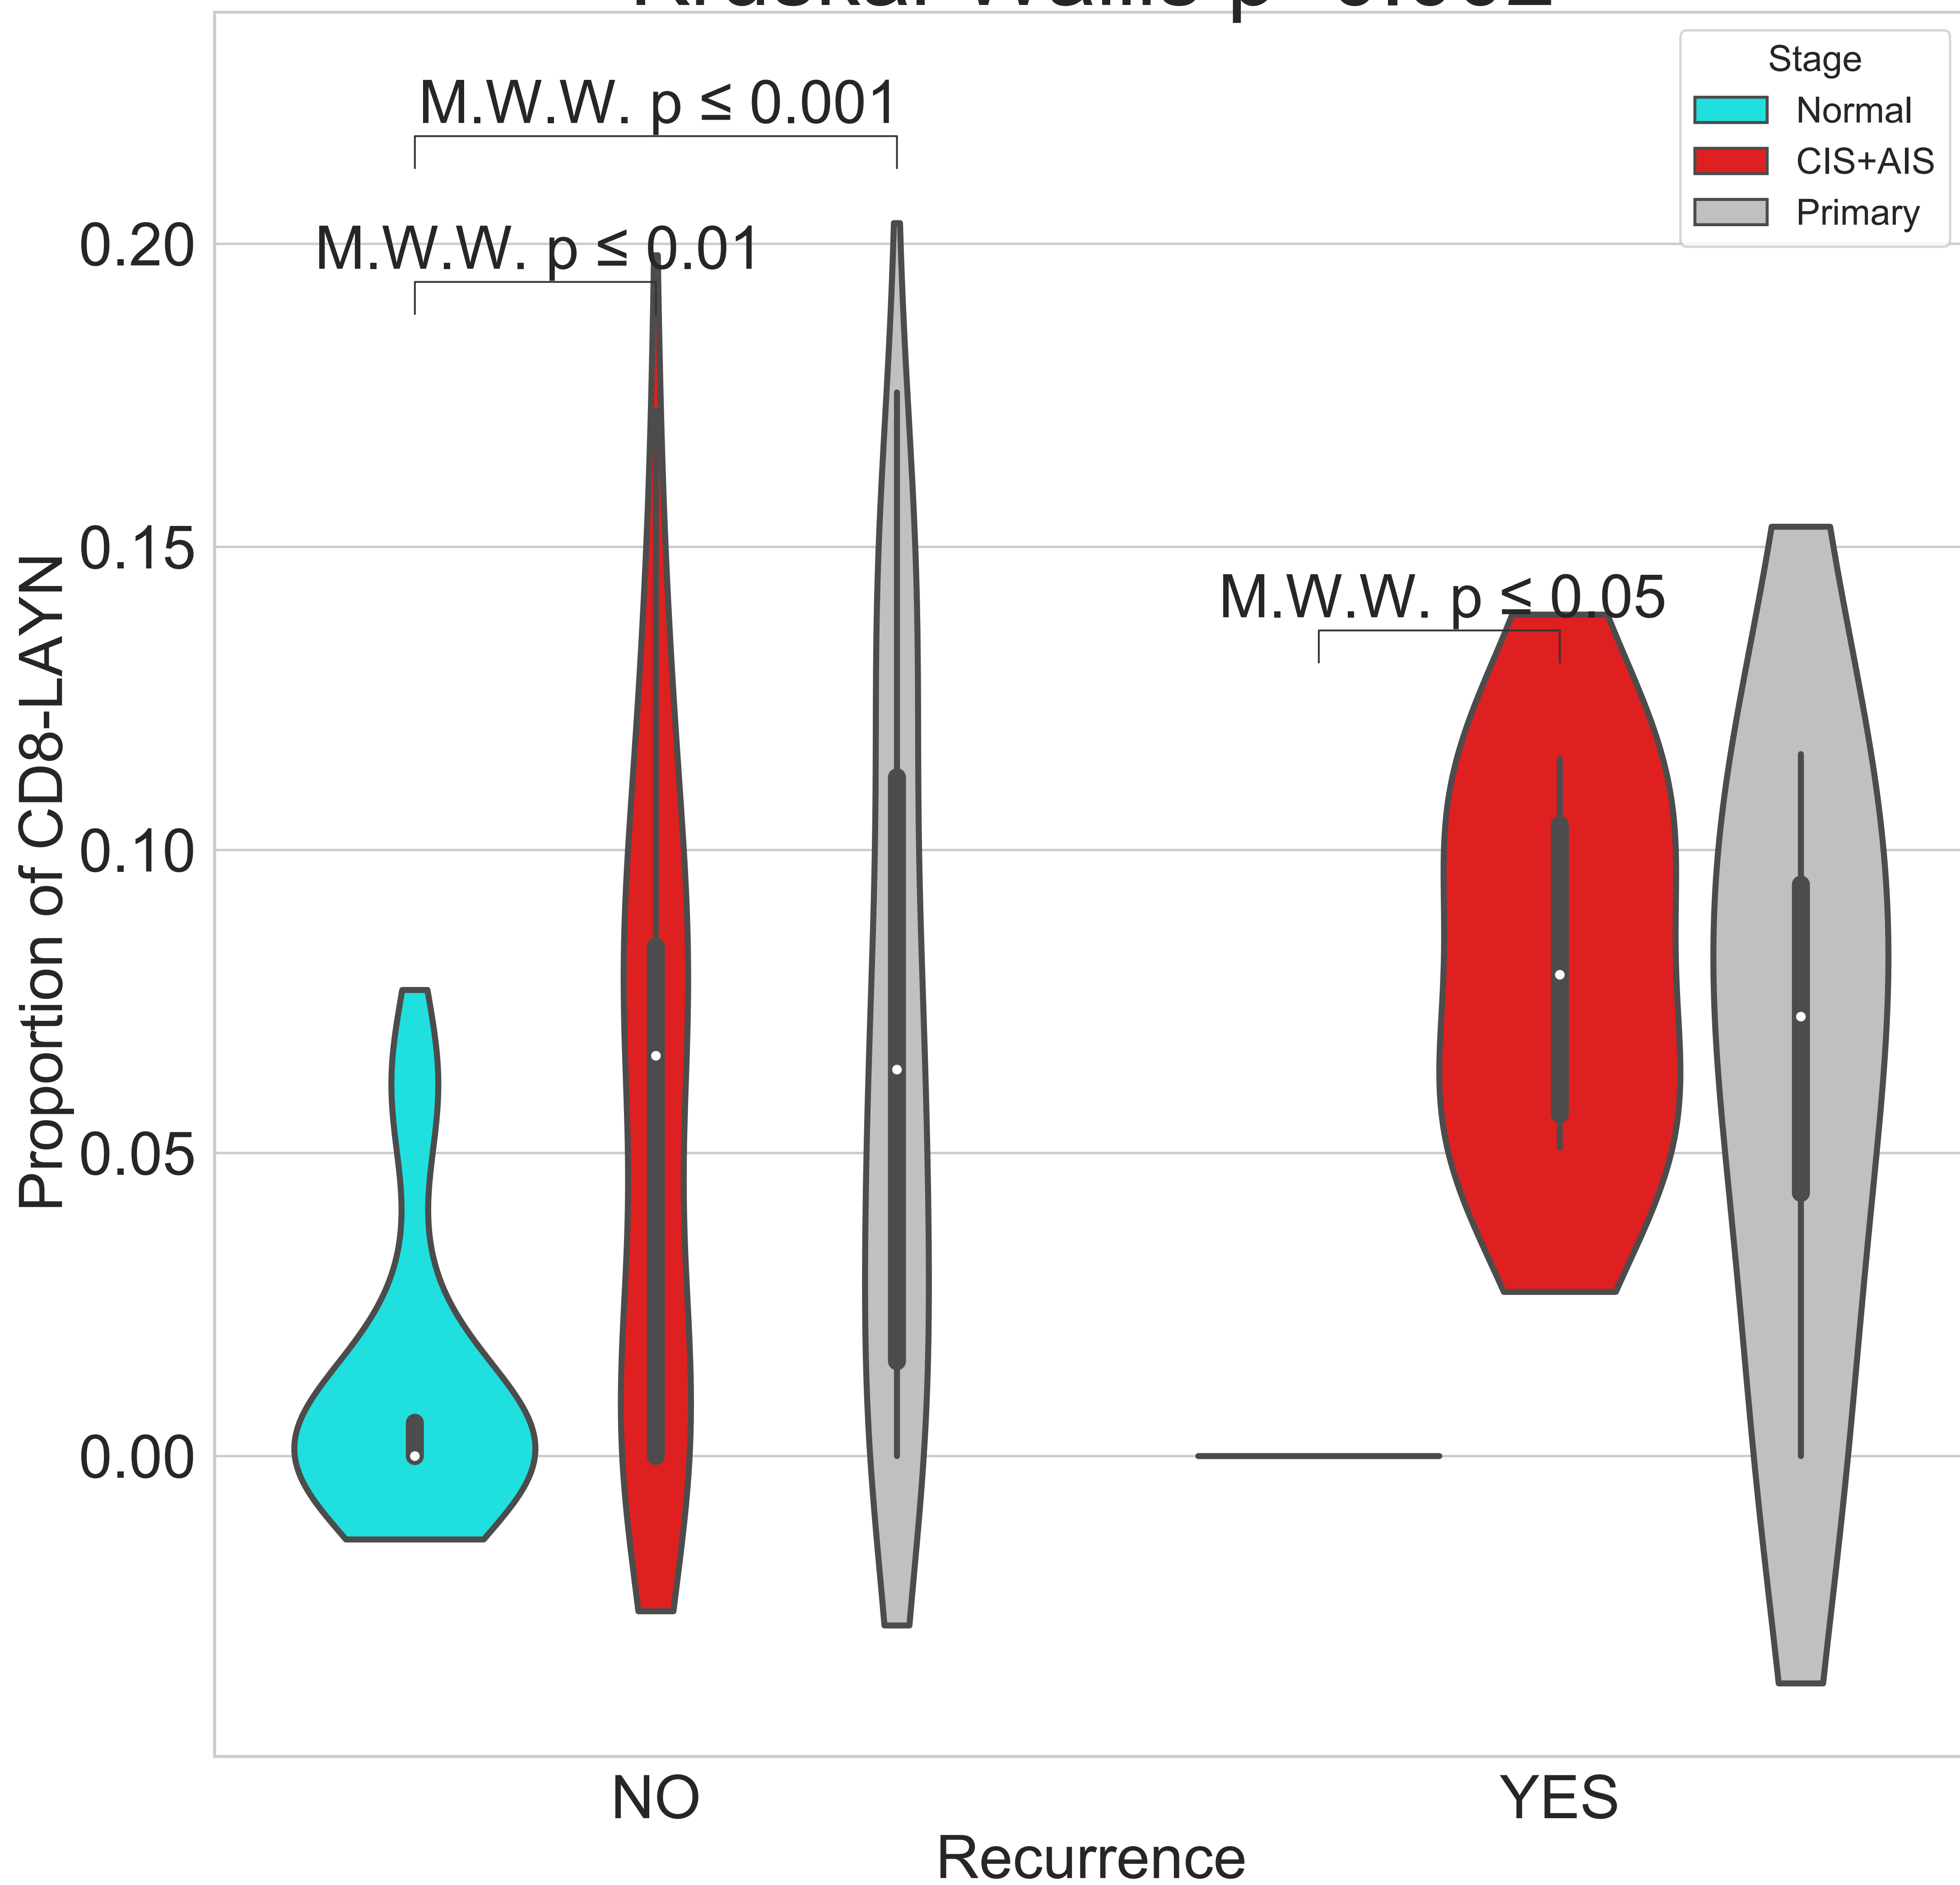 Stage
Normal
CIS+AIS
Primary
M.W.W. p ≤ 0.001
M.W.W. p ≤ 0.01
M.W.W. p ≤ 0.05
Proportion of CD8-LAYN
0.20
0.15
0.10
0.05
0.00
NO
YES
Recurrence